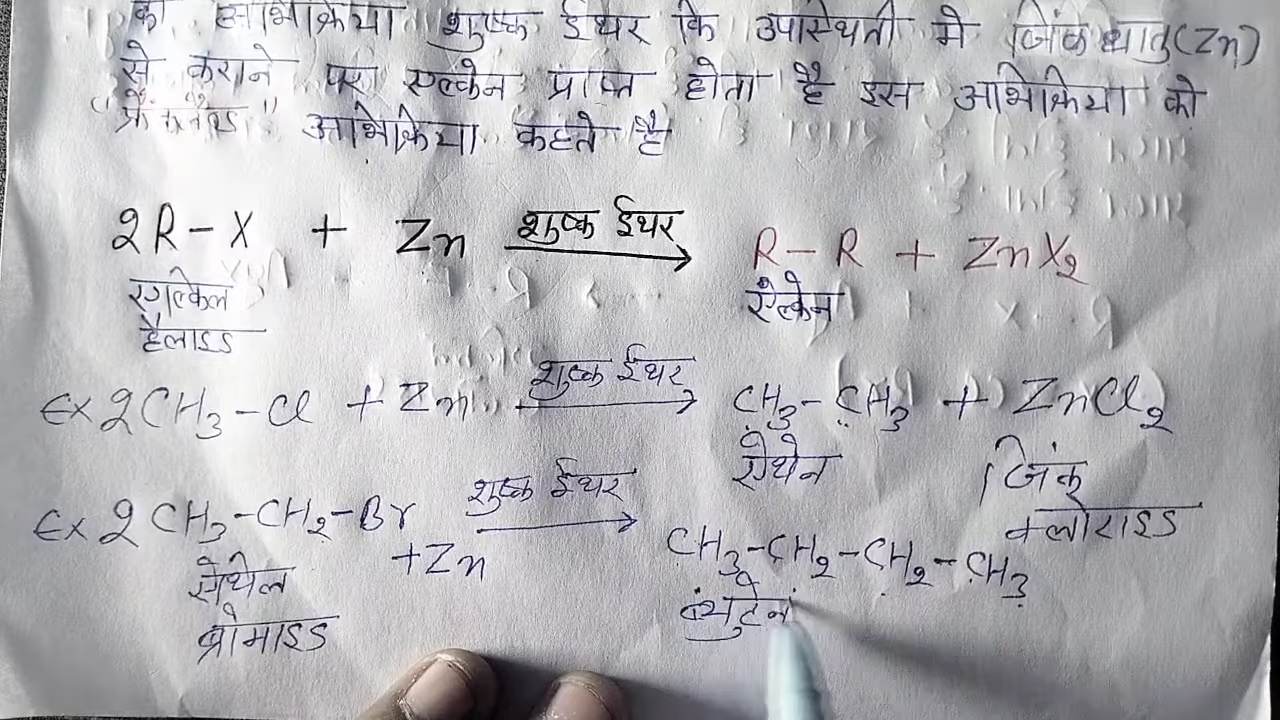 की अभिक्रिया शुष्क ईथर कि उपस्थिती मे जिंक धातु(Zn)
से कराने पर एल्केन प्राप्त होता है इस अभिक्रिया को
" अभिक्रिया कहते है
2R-X + Zn शुष्क ईथर→ R-R + ZnX₂
एल्किल ऐल्केन
हैलाइड
Ex 2CH₃-Cl + Zn शुष्क ईथर→ CH₃-CH₃ + ZnCl₂
ऐथेन जिंक
क्लोराइड
Ex 2CH₃-CH₂-Br शुष्क ईथर→
+Zn CH₃-CH₂-CH₂-CH₃
ऐथिल ब्युटेन
ब्रोमाइड